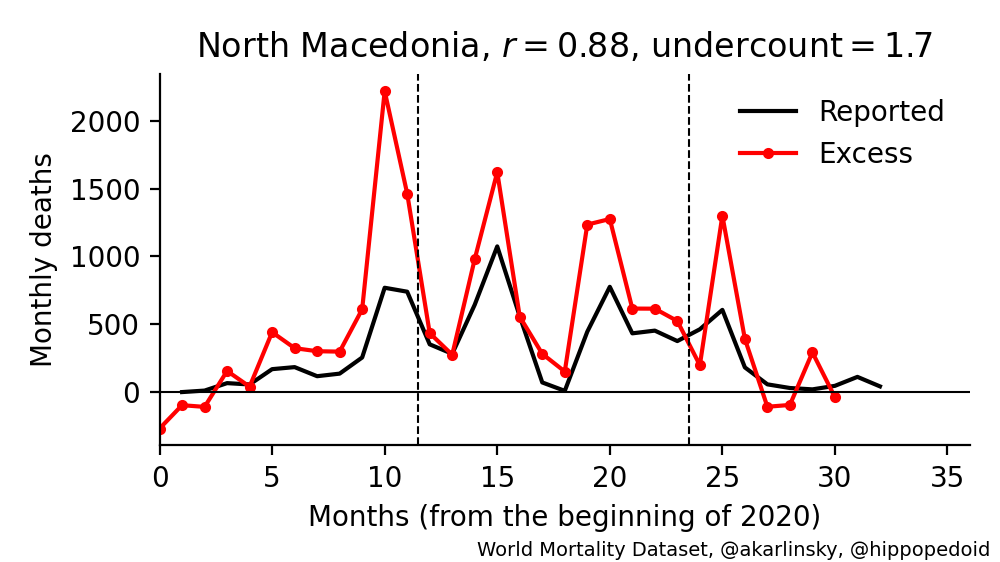 North Macedonia, r = 0.88, undercount = 1.7
Reported
Excess
Monthly deaths
2000
1500
1000
500
0
0 5 10 15 20 25 30 35
Months (from the beginning of 2020)
World Mortality Dataset, @akarlinsky, @hippopedoid